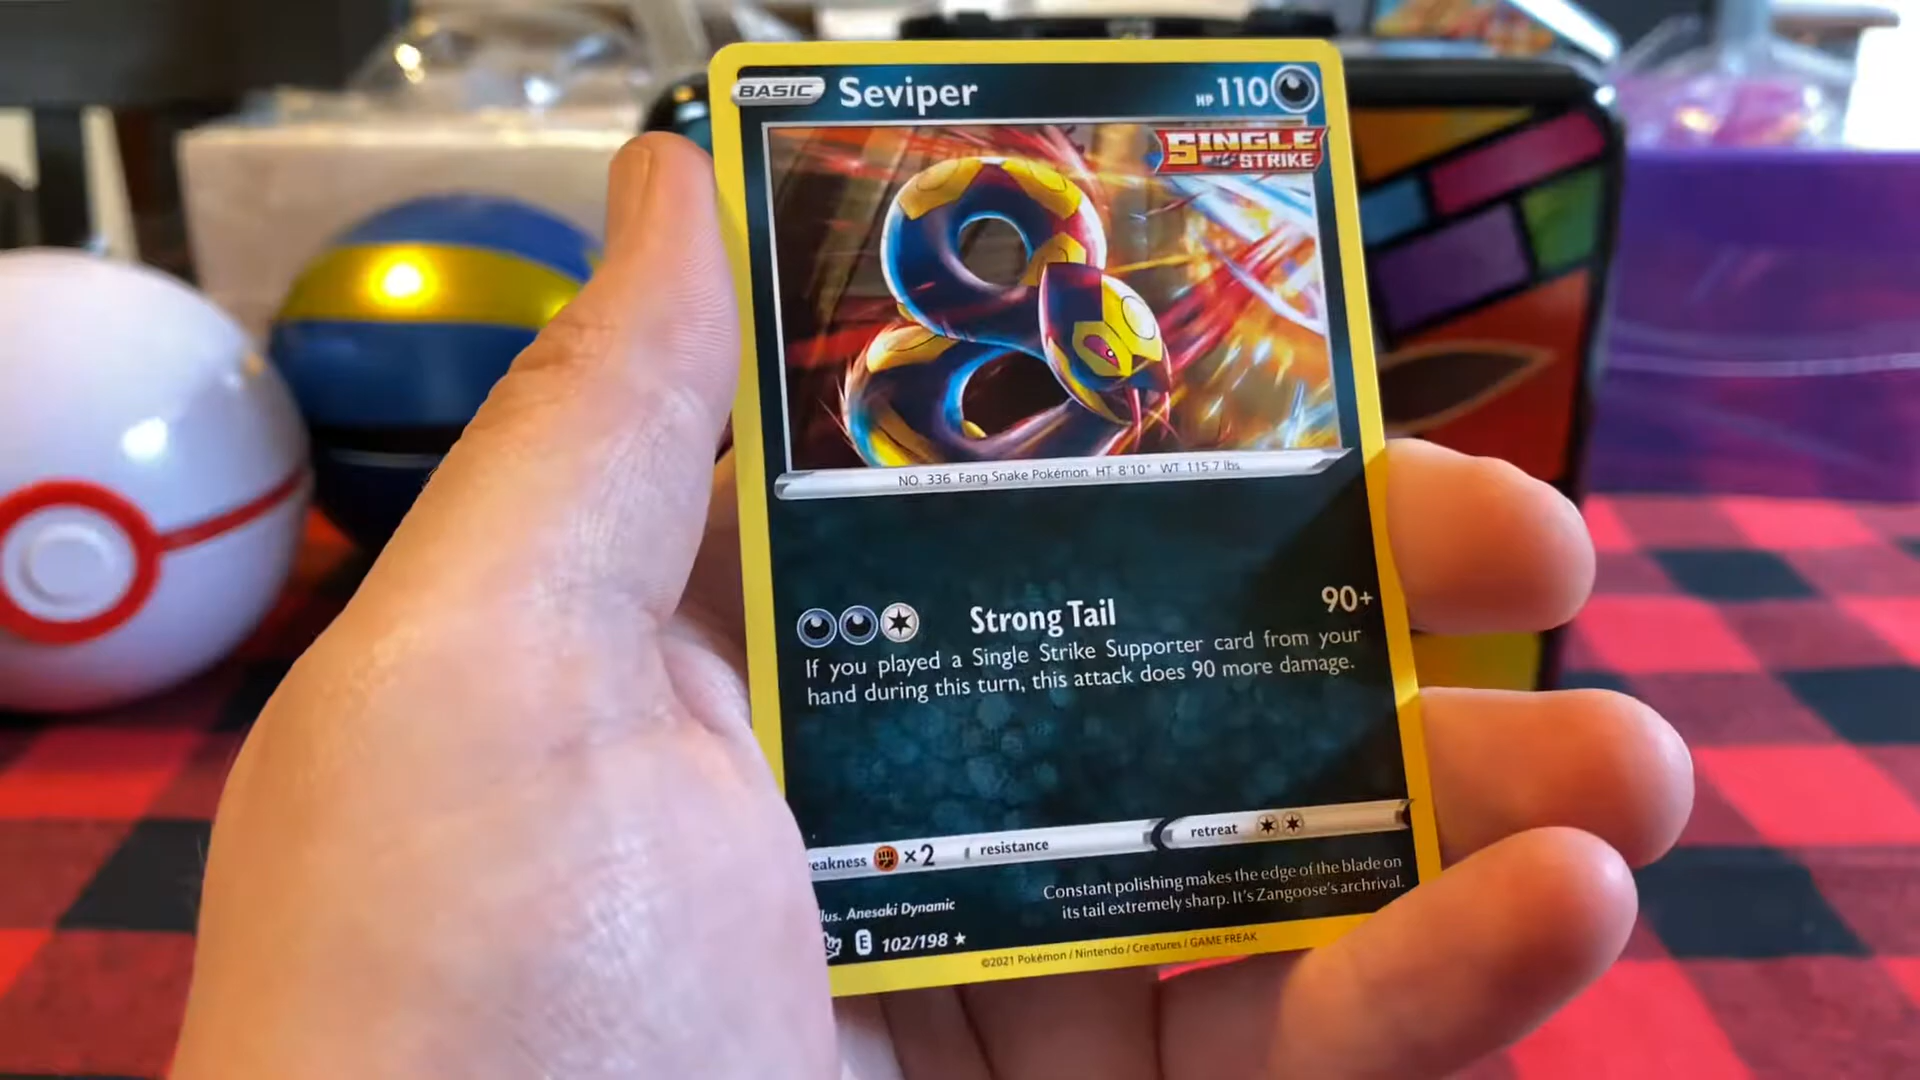 BASIC Seviper HP 110
SINGLE
STRIKE
NO. 336 Fang Snake Pokémon HT 8'10" WT 115.7 lbs
Strong Tail 90+
If you played a Single Strike Supporter card from your
hand during this turn, this attack does 90 more damage.
eakness ×2 resistance retreat
Constant polishing makes the edge of the blade on
its tail extremely sharp. It's Zangoose's archrival.
lus. Anesaki Dynamic
E 102/198 ★
©2021 Pokémon / Nintendo / Creatures / GAME FREAK